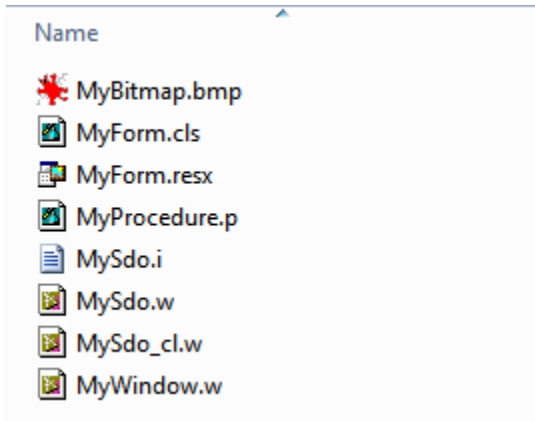 Name
MyBitmap.bmp
MyForm.cls
MyForm.resx
MyProcedure.p
MySdo.i
MySdo.w
MySdo_cl.w
MyWindow.w